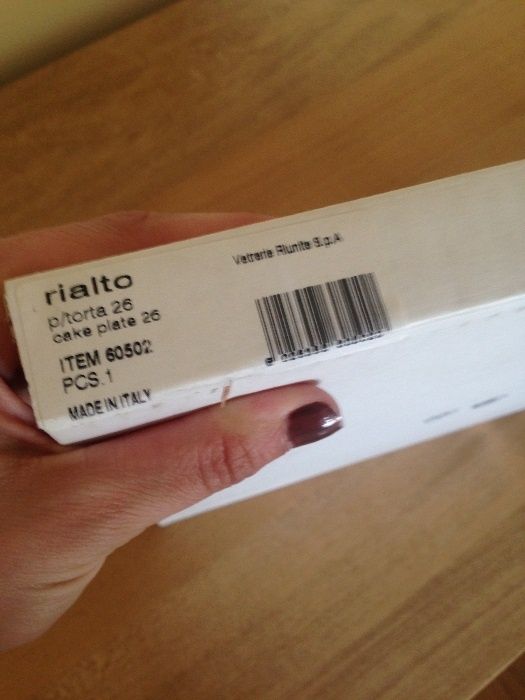 rialto
p/torta 26
cake plate 26
ITEM 60502
PCS.1
MADE IN ITALY
Vetrerie Riunite S.p.A